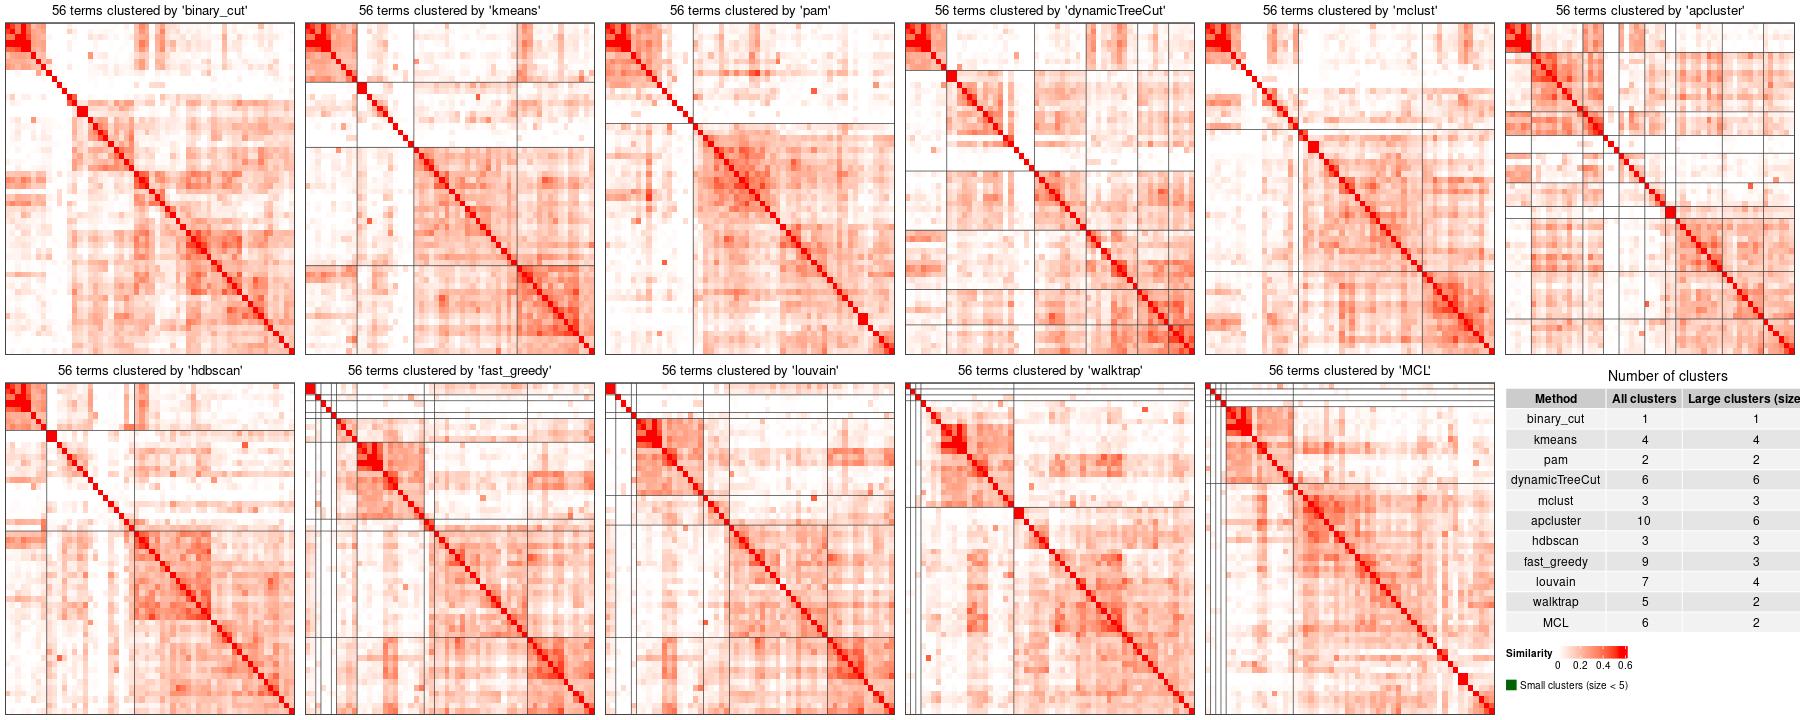 56 terms clustered by 'binary_cut'
56 terms clustered by 'kmeans'
56 terms clustered by 'pam'
56 terms clustered by 'dynamicTreeCut'
56 terms clustered by 'mclust'
56 terms clustered by 'apcluster'
56 terms clustered by 'hdbscan'
56 terms clustered by 'fast_greedy'
56 terms clustered by 'louvain'
56 terms clustered by 'walktrap'
56 terms clustered by 'MCL'
Number of clusters
Method All clusters Large clusters (size
binary_cut 1 1
kmeans 4 4
pam 2 2
dynamicTreeCut 6 6
mclust 3 3
apcluster 10 6
hdbscan 3 3
fast_greedy 9 3
louvain 7 4
walktrap 5 2
MCL 6 2
Similarity
0 0.2 0.4 0.6
Small clusters (size < 5)